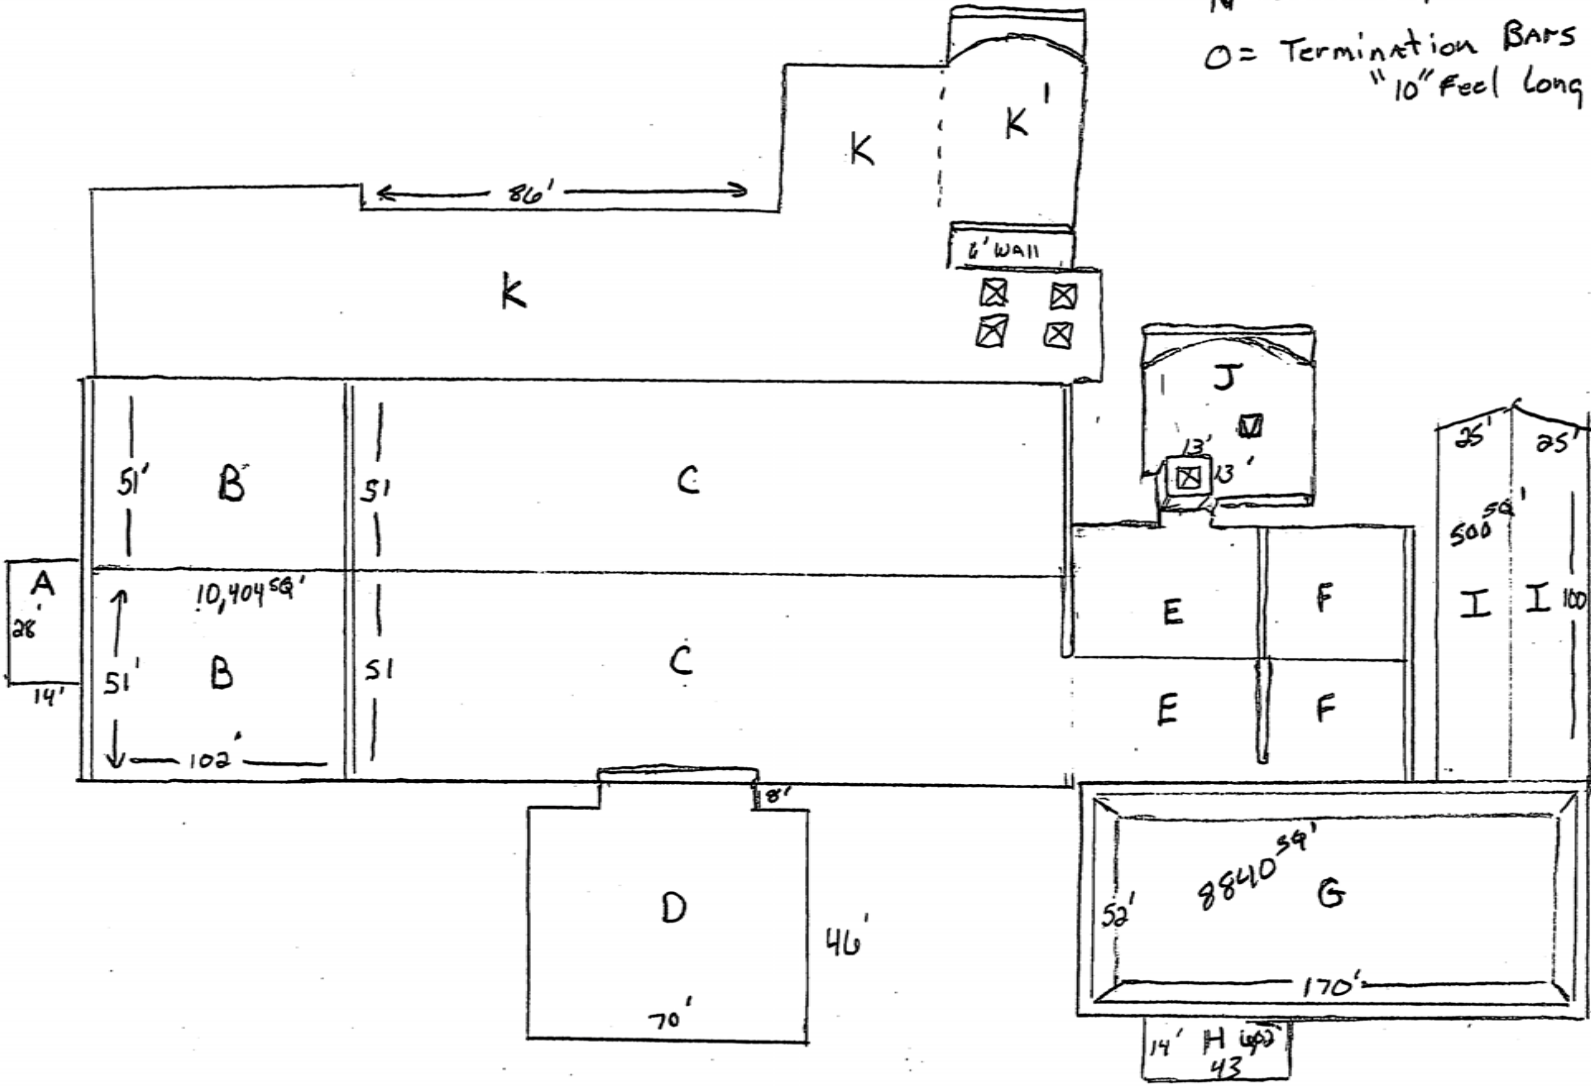 O= Termination BARS
"10" Feel Long
K
K'
86'
6' WALL
K
J
13'
13'
25'
25'
51'
B
51
C
500 SQ'
A
28'
14'
10,404 SQ'
51'
B
51
C
102'
E
F
I
I
100
E
F
8'
D
46'
70'
8840 SQ'
G
52'
170'
14'
H
43